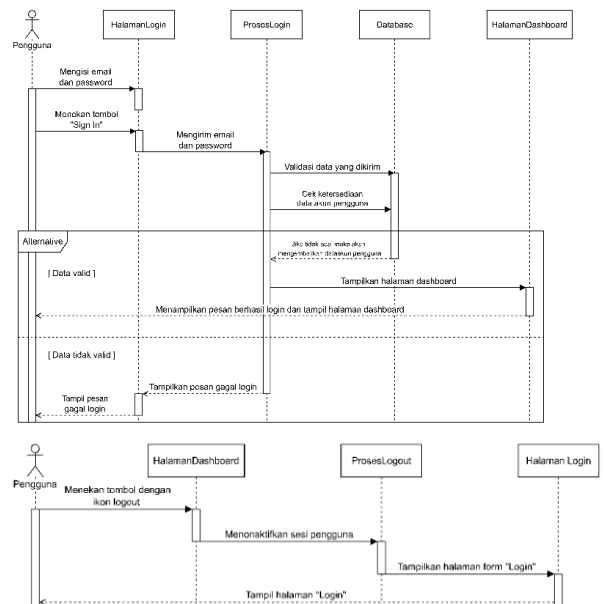 HalamanLogin
ProsesLogin
Database
HalamanDashboard
Pengguna
Mengisi email
dan password
Menekan tombol
"Sign In"
Mengirim email
dan password
Validasi data yang dikirim
Cek ketersediaan
data akun pengguna
Alternative
Jika tidak
maka akan
mengembalikan
pengguna
[ Data valid ]
Tampilkan halaman dashboard
Menampilkan pesan berhasil login dan tampil halaman dashboard
[ Data tidak valid ]
Tampilkan pesan gagal login
Tampil pesan
gagal login
HalamanDashboard
ProsesLogout
Halaman Login
Pengguna
Menekan tombol dengan
ikon logout
Menonaktifkan sesi pengguna
Tampilkan halaman form "Login"
Tampil halaman "Login"